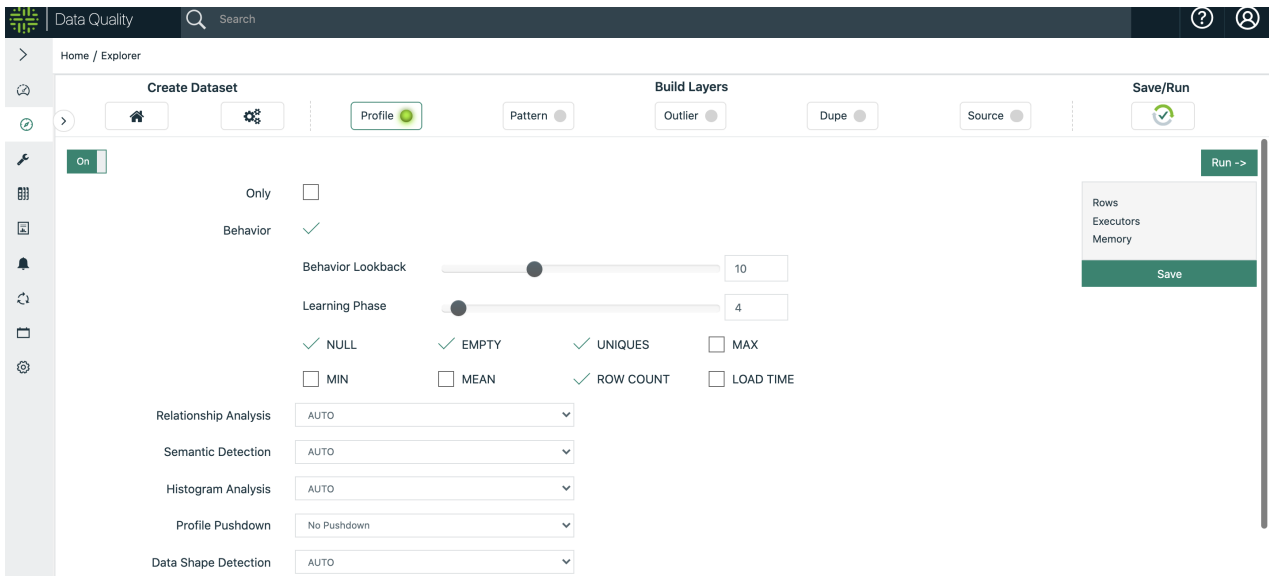 Data Quality
Search
Home / Explorer
Create Dataset
Build Layers
Save/Run
Profile
Pattern
Outlier
Dupe
Source
On
Run ->
Only
Rows
Executors
Memory
Behavior
Save
Behavior Lookback
10
Learning Phase
4
NULL
EMPTY
UNIQUES
MAX
MIN
MEAN
ROW COUNT
LOAD TIME
Relationship Analysis
AUTO
Semantic Detection
AUTO
Histogram Analysis
AUTO
Profile Pushdown
No Pushdown
Data Shape Detection
AUTO